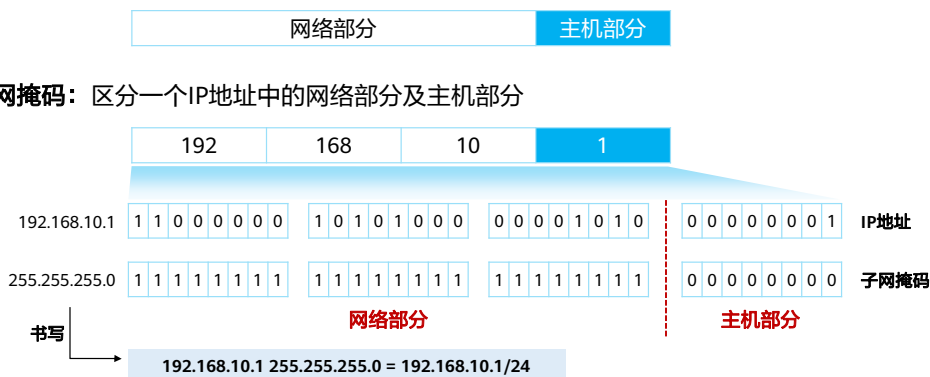 网络部分 主机部分
网掩码：区分一个IP地址中的网络部分及主机部分
192 168 10 1
192.168.10.1 1 1 0 0 0 0 0 0 1 0 1 0 1 0 0 0 0 0 0 0 1 0 1 0 0 0 0 0 0 0 0 1 IP地址
255.255.255.0 1 1 1 1 1 1 1 1 1 1 1 1 1 1 1 1 1 1 1 1 1 1 1 1 0 0 0 0 0 0 0 0 子网掩码
网络部分 主机部分
书写
192.168.10.1 255.255.255.0 = 192.168.10.1/24